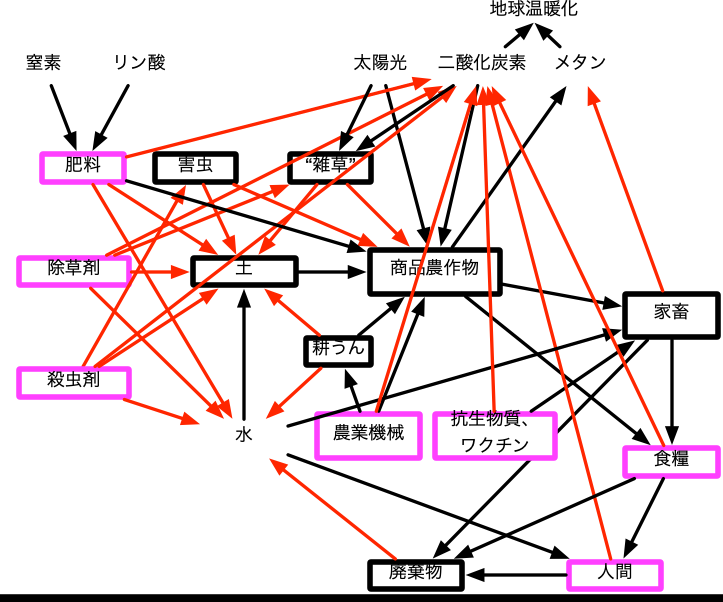 地球温暖化
窒素
リン酸
太陽光
二酸化炭素
メタン
肥料
害虫
“雑草”
除草剤
土
商品農作物
家畜
耕うん
殺虫剤
水
農業機械
抗生物質、
ワクチン
食糧
廃棄物
人間